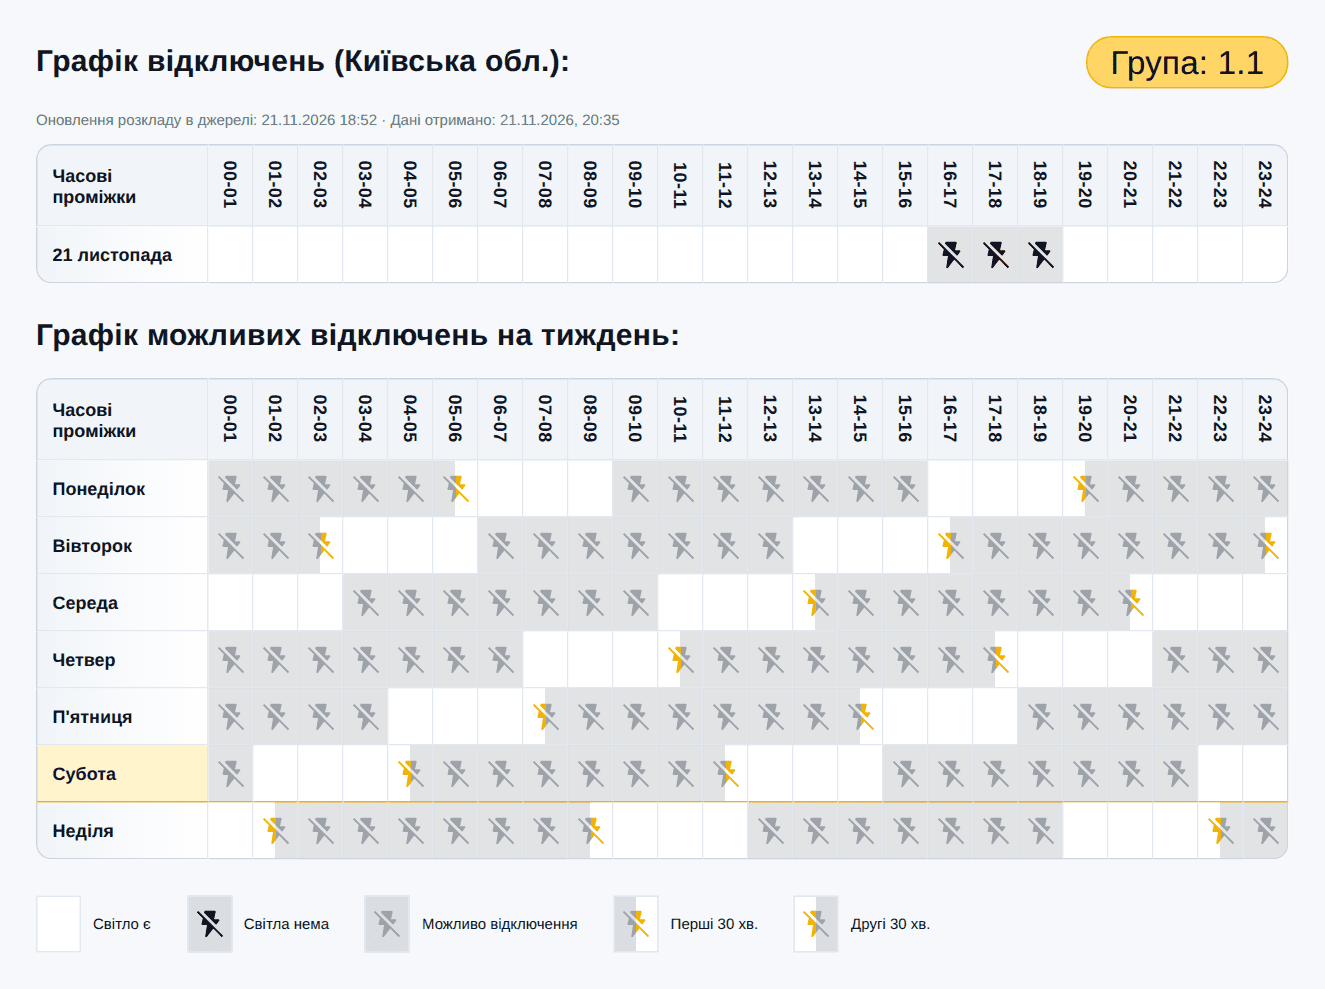 Графік відключень (Київська обл.):
Група: 1.1
Оновлення розкладу в джерелі: 21.11.2026 18:52 · Дані отримано: 21.11.2026, 20:35
Часові проміжки 00-01 01-02 02-03 03-04 04-05 05-06 06-07 07-08 08-09 09-10 10-11 11-12 12-13 13-14 14-15 15-16 16-17 17-18 18-19 19-20 20-21 21-22 22-23 23-24
21 листопада
Графік можливих відключень на тиждень:
Часові проміжки 00-01 01-02 02-03 03-04 04-05 05-06 06-07 07-08 08-09 09-10 10-11 11-12 12-13 13-14 14-15 15-16 16-17 17-18 18-19 19-20 20-21 21-22 22-23 23-24
Понеділок
Вівторок
Середа
Четвер
П'ятниця
Субота
Неділя
Світло є Світла нема Можливо відключення Перші 30 хв. Другі 30 хв.